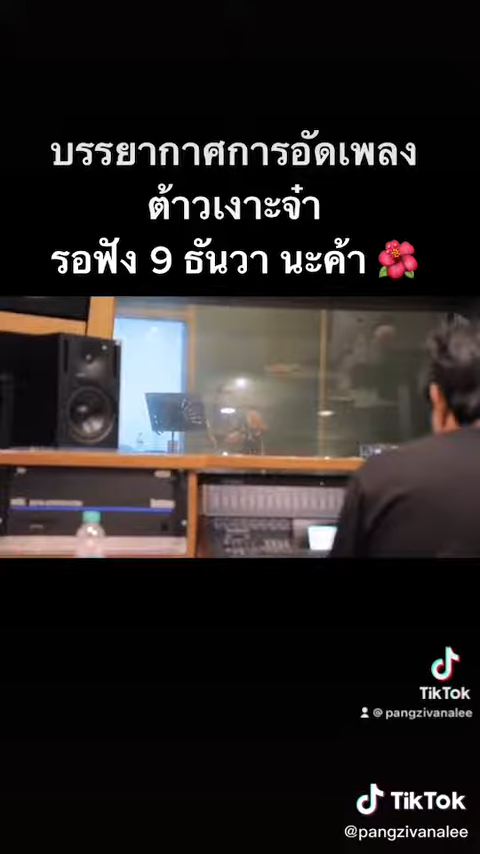 บรรยากาศการอัดเพลง
ต้าวเงาะจ๋า
รอฟัง 9 ธันวา นะค้า 🌺
TikTok
@pangzivanalee
TikTok
@pangzivanalee